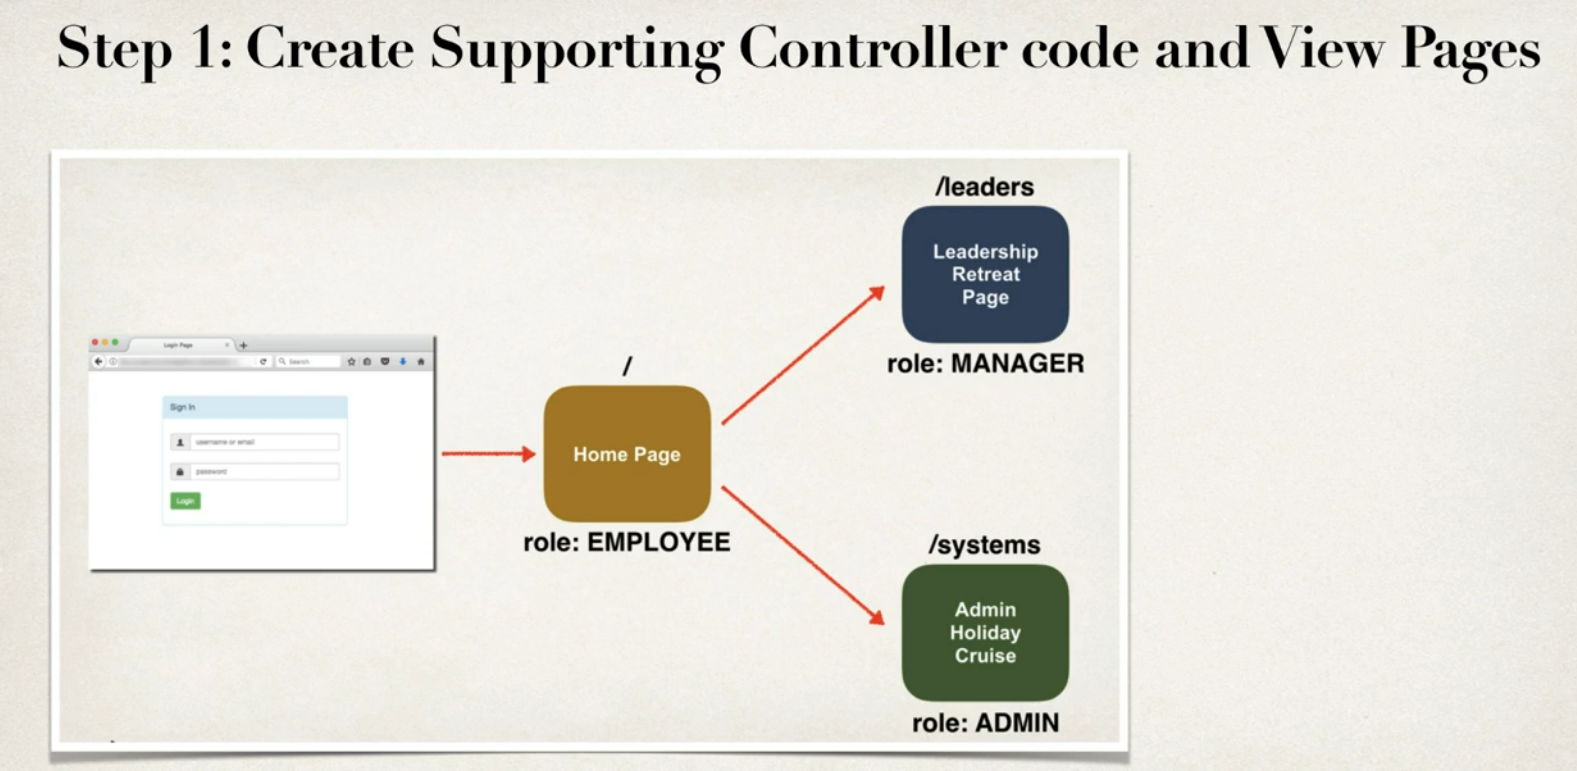 Step 1: Create Supporting Controller code and View Pages
/leaders
Leadership
Retreat
Page
role: MANAGER
Login Page
Search
Sign In
username or email
password
Login
/
Home Page
role: EMPLOYEE
/systems
Admin
Holiday
Cruise
role: ADMIN